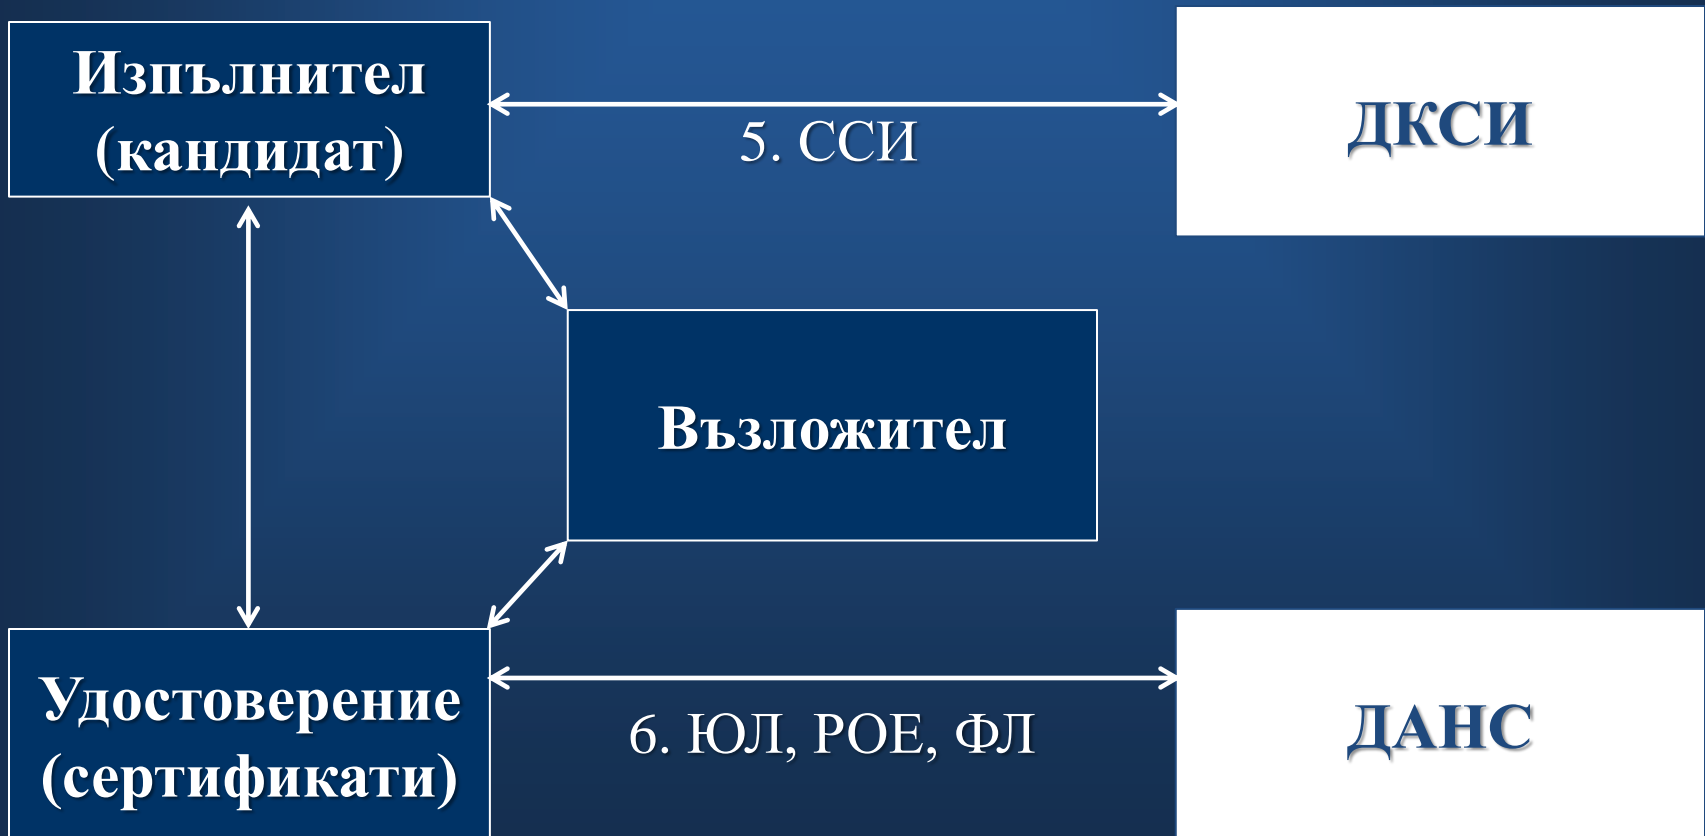 Изпълнител
(кандидат)
5. ССИ
ДКСИ
Възложител
Удостоверение
(сертификати)
6. ЮЛ, РОЕ, ФЛ
ДАНС